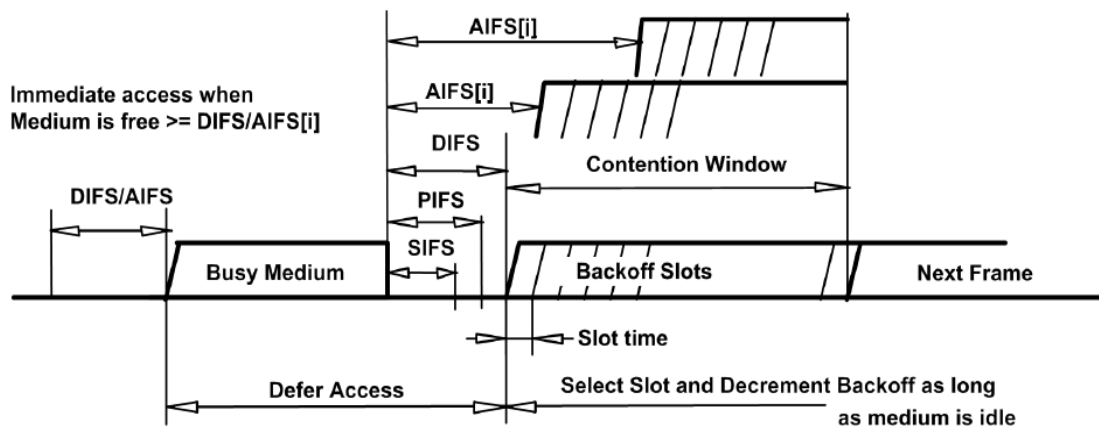 AIFS[i]
Immediate access when
AIFS[i]
Medium is free >= DIFS/AIFS[i]
DIFS
Contention Window
DIFS/AIFS
PIFS
SIFS
Busy Medium
Backoff Slots
Next Frame
Slot time
Defer Access
Select Slot and Decrement Backoff as long
as medium is idle